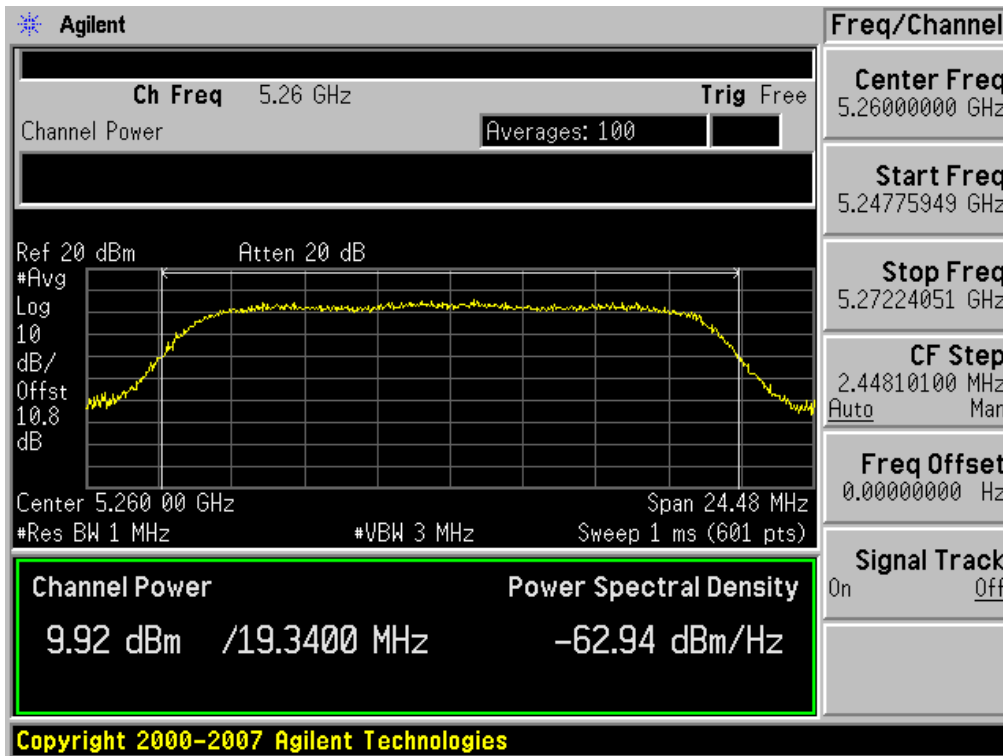 Agilent
Freq/Channel
Ch Freq 5.26 GHz Trig Free
Channel Power Averages: 100
Ref 20 dBm Atten 20 dB
#Avg
Log
10
dB/
Offst
10.8
dB
Center 5.260 00 GHz Span 24.48 MHz
#Res BW 1 MHz #VBW 3 MHz Sweep 1 ms (601 pts)
Channel Power Power Spectral Density
9.92 dBm /19.3400 MHz -62.94 dBm/Hz
Copyright 2000-2007 Agilent Technologies
Center Freq
5.26000000 GHz
Start Freq
5.24775949 GHz
Stop Freq
5.27224051 GHz
CF Step
2.44810100 MHz
Auto Man
Freq Offset
0.00000000 Hz
Signal Track
On Off